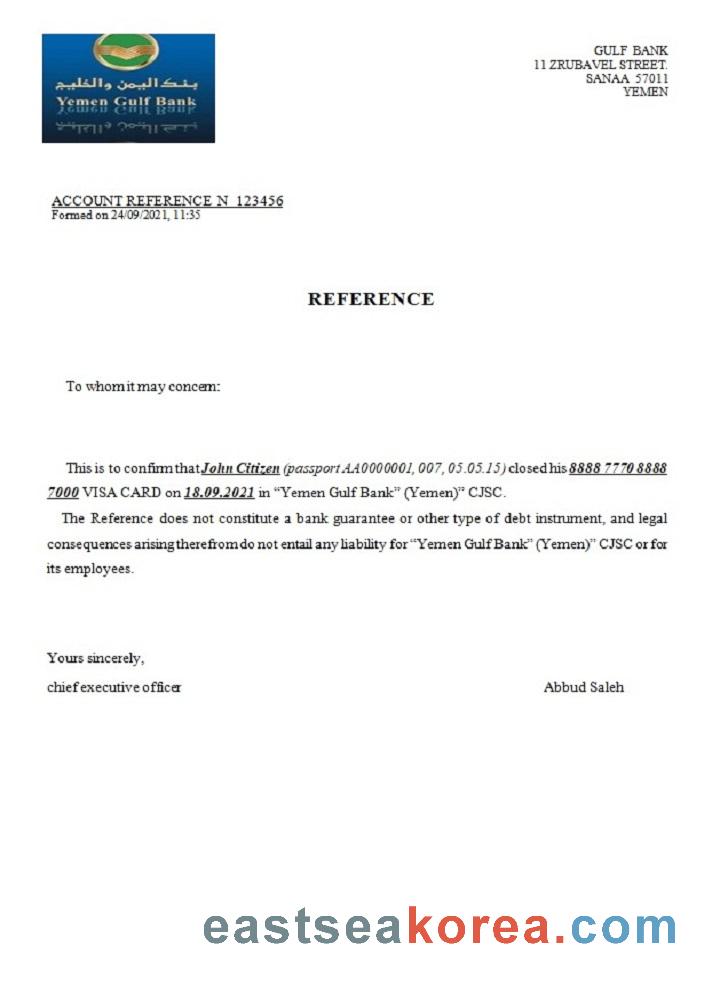 بنك اليمن والخليج
Yemen Gulf Bank
GULF BANK
11 ZRUBAVEL STREET.
SANAA 57011
YEMEN
ACCOUNT REFERENCE N 123456
Formed on 24/09/2021, 11:35
REFERENCE
To whom it may concern:
This is to confirm that John Citizen (passport AA0000001, 007, 05.05.15) closed his 8888 7770 8888
7000 VISA CARD on 18.09.2021 in “Yemen Gulf Bank” (Yemen)” CJSC.
The Reference does not constitute a bank guarantee or other type of debt instrument, and legal
consequences arising therefrom do not entail any liability for “Yemen Gulf Bank” (Yemen)” CJSC or for
its employees.
Yours sincerely,
chief executive officer Abbud Saleh
eastseakorea.com